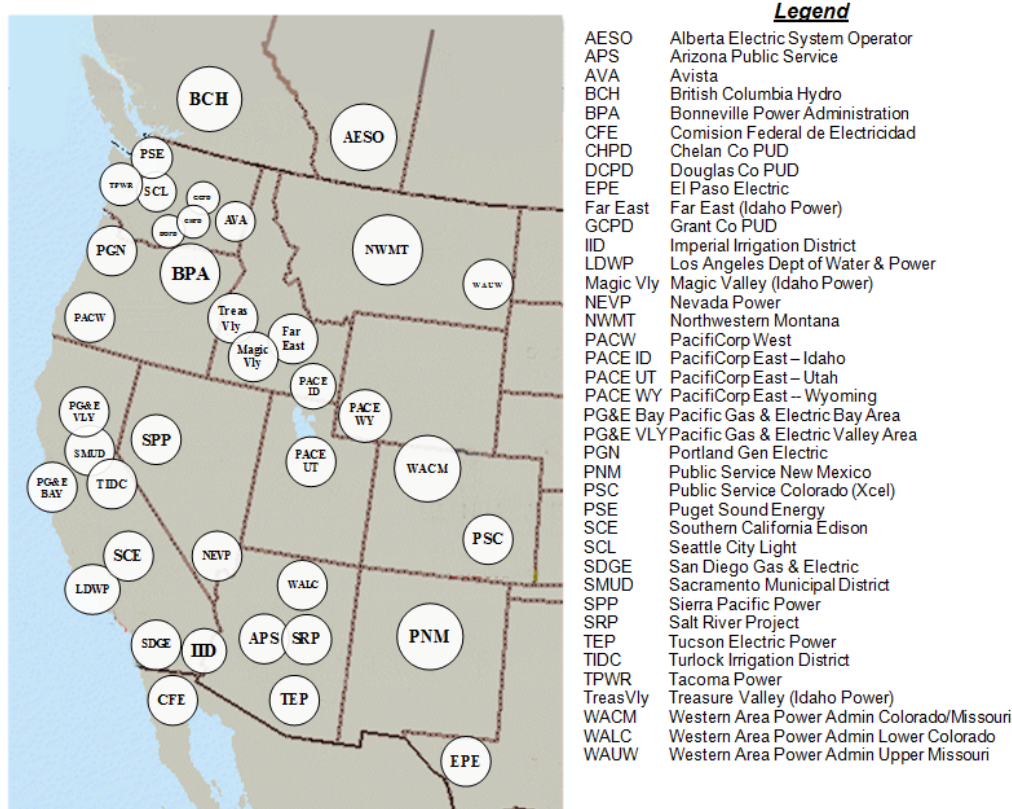 Legend
AESO Alberta Electric System Operator
APS Arizona Public Service
AVA Avista
BCH British Columbia Hydro
BPA Bonneville Power Administration
CFE Comision Federal de Electricidad
CHPD Chelan Co PUD
DCPD Douglas Co PUD
EPE El Paso Electric
Far East Far East (Idaho Power)
GCPD Grant Co PUD
IID Imperial Irrigation District
LDWP Los Angeles Dept of Water & Power
Magic Vly Magic Valley (Idaho Power)
NEVP Nevada Power
NWMT Northwestern Montana
PACW PacifiCorp West
PACE ID PacifiCorp East – Idaho
PACE UT PacifiCorp East – Utah
PACE WY PacifiCorp East -- Wyoming
PG&E Bay Pacific Gas & Electric Bay Area
PG&E VLY Pacific Gas & Electric Valley Area
PGN Portland Gen Electric
PNM Public Service New Mexico
PSC Public Service Colorado (Xcel)
PSE Puget Sound Energy
SCE Southern California Edison
SCL Seattle City Light
SDGE San Diego Gas & Electric
SMUD Sacramento Municipal District
SPP Sierra Pacific Power
SRP Salt River Project
TEP Tucson Electric Power
TIDC Turlock Irrigation District
TPWR Tacoma Power
TreasVly Treasure Valley (Idaho Power)
WACM Western Area Power Admin Colorado/Missouri
WALC Western Area Power Admin Lower Colorado
WAUW Western Area Power Admin Upper Missouri
BCH
AESO
PSE
TPWR
SCL
AVA
PGN
BPA
NWMT
WAUW
PACW
Treas
Vly
Far
East
Magic
Vly
PACE
ID
PACE
WY
PG&E
VLY
SPP
SMUD
PACE
UT
WACM
PG&E
BAY
TIDC
PSC
SCE
NEVP
LDWP
WALC
SDGE
IID
APS
SRP
PNM
CFE
TEP
EPE